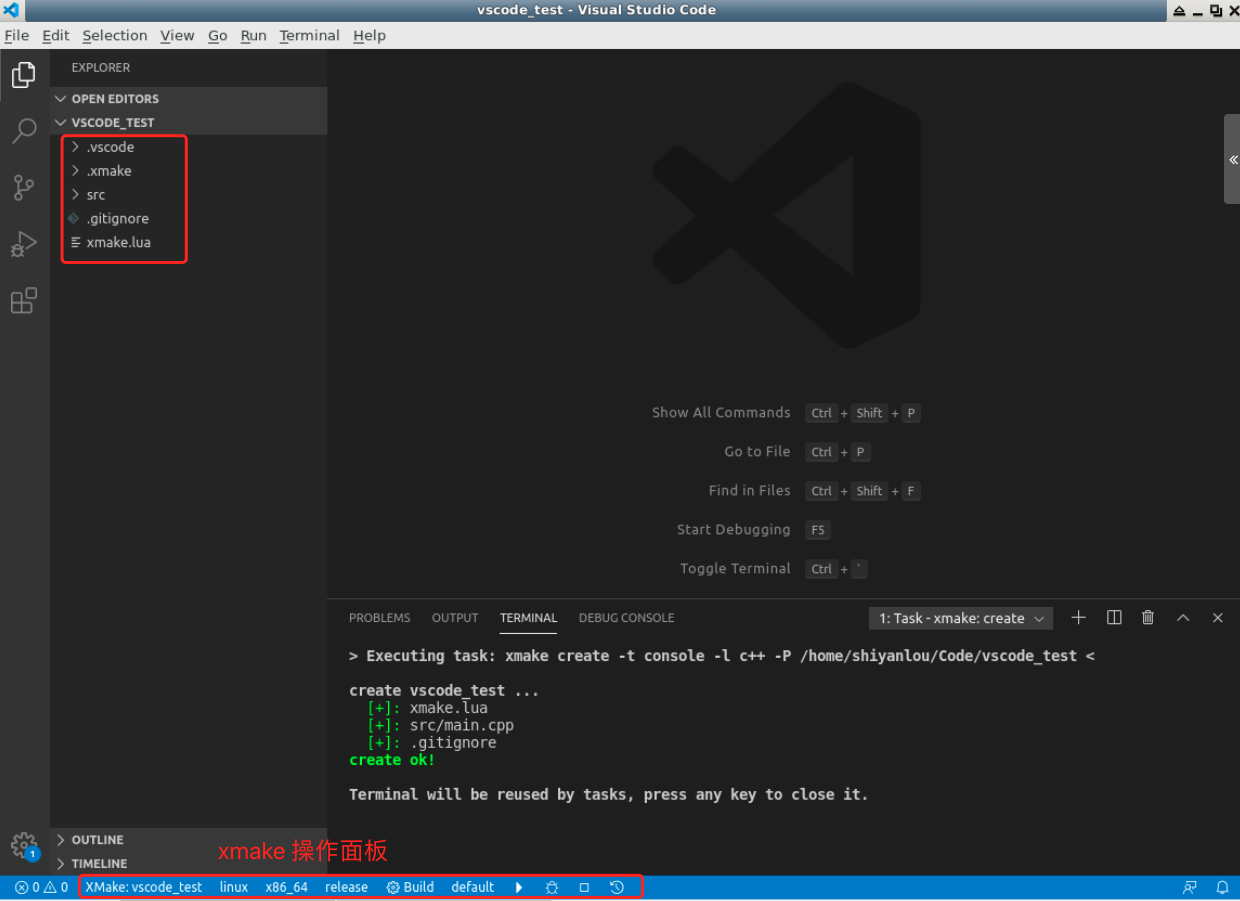 vscode_test - Visual Studio Code
File Edit Selection View Go Run Terminal Help
EXPLORER
OPEN EDITORS
VSCODE_TEST
.vscode
.xmake
src
.gitignore
xmake.lua
Show All Commands Ctrl + Shift + P
Go to File Ctrl + P
Find in Files Ctrl + Shift + F
Start Debugging F5
Toggle Terminal Ctrl + `
PROBLEMS OUTPUT TERMINAL DEBUG CONSOLE 1: Task - xmake: create
> Executing task: xmake create -t console -l c++ -P /home/shiyanlou/Code/vscode_test <
create vscode_test ...
[+]: xmake.lua
[+]: src/main.cpp
[+]: .gitignore
create ok!
Terminal will be reused by tasks, press any key to close it.
OUTLINE
TIMELINE
1
xmake 操作面板
0 0 XMake: vscode_test linux x86_64 release Build default